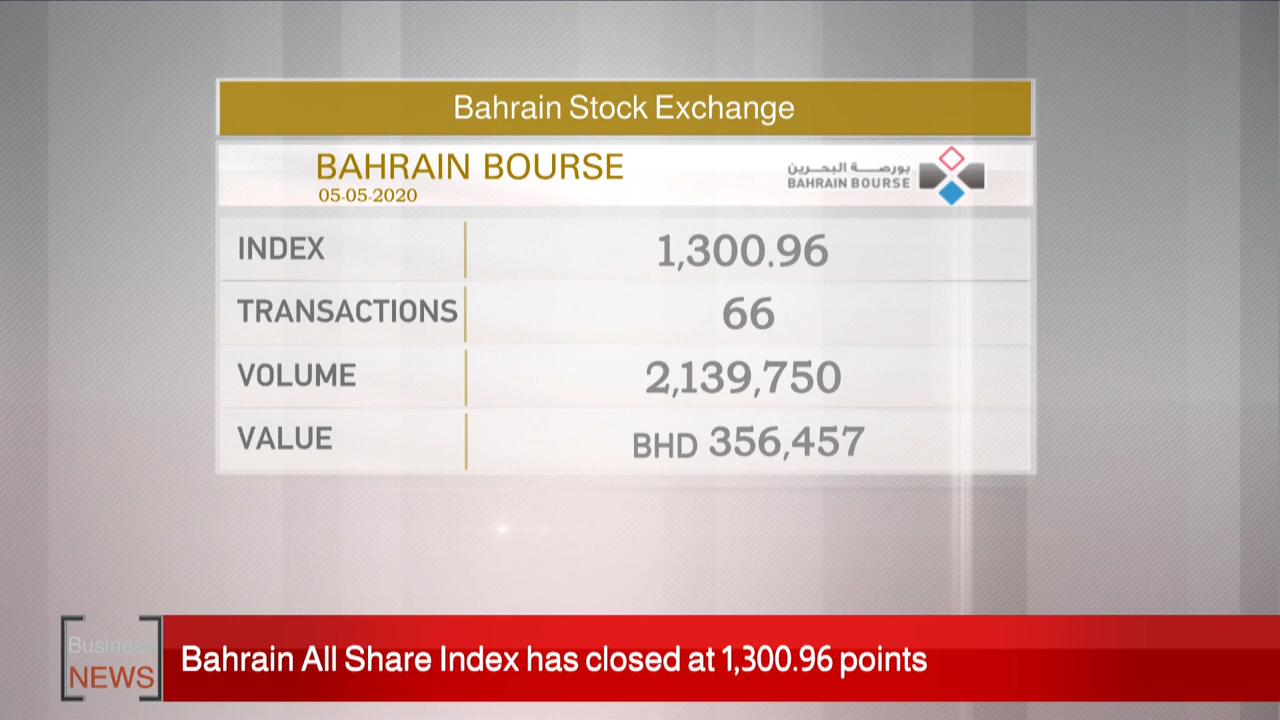 Bahrain Stock Exchange
BAHRAIN BOURSE
05-05-2020
بورصة البحرين
BAHRAIN BOURSE
INDEX
1,300.96
TRANSACTIONS
66
VOLUME
2,139,750
VALUE
BHD 356,457
Business
NEWS
Bahrain All Share Index has closed at 1,300.96 points